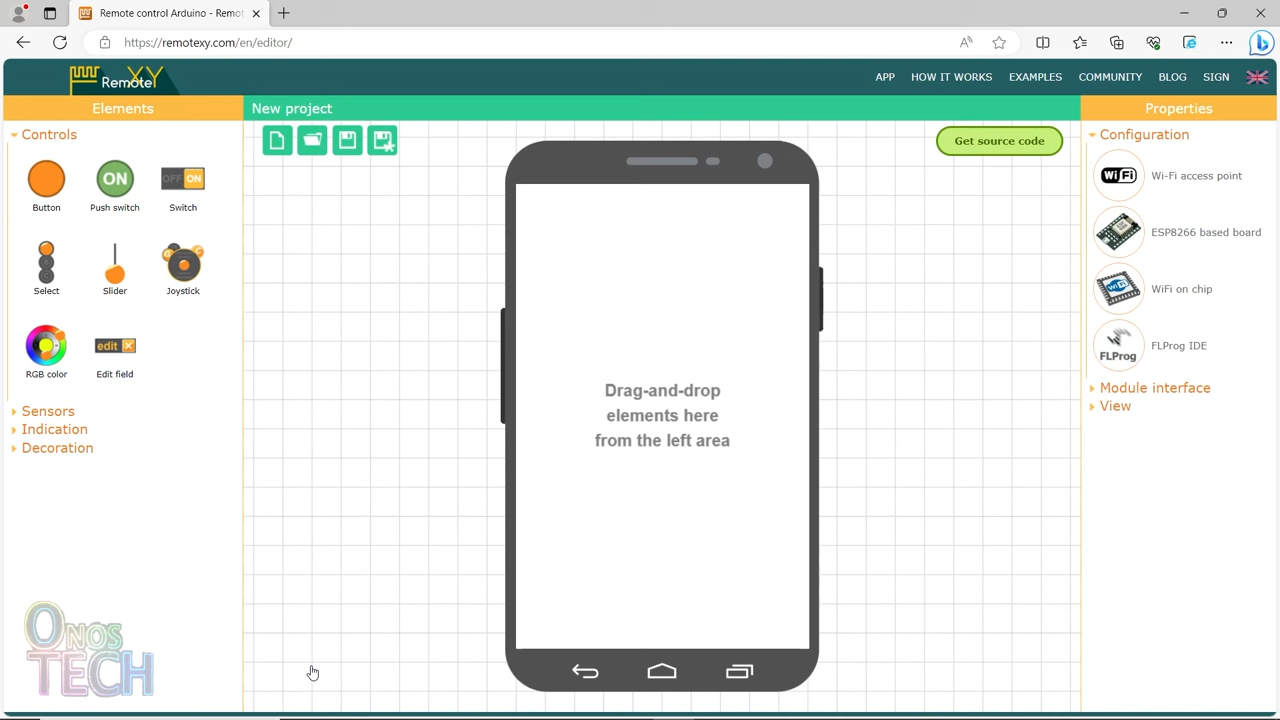 Remote control Arduino - Remot
https://remotexy.com/en/editor/
RemoteXY
APP HOW IT WORKS EXAMPLES COMMUNITY BLOG SIGN
Elements
New project
Properties
Controls
Button
ON
Push switch
OFF ON
Switch
Select
Slider
Joystick
RGB color
edit
Edit field
Sensors
Indication
Decoration
Get source code
Drag-and-drop
elements here
from the left area
Configuration
WiFi
Wi-Fi access point
ESP8266 based board
WiFi
WiFi on chip
FLProg
FLProg IDE
Module interface
View
ONOS
TECH